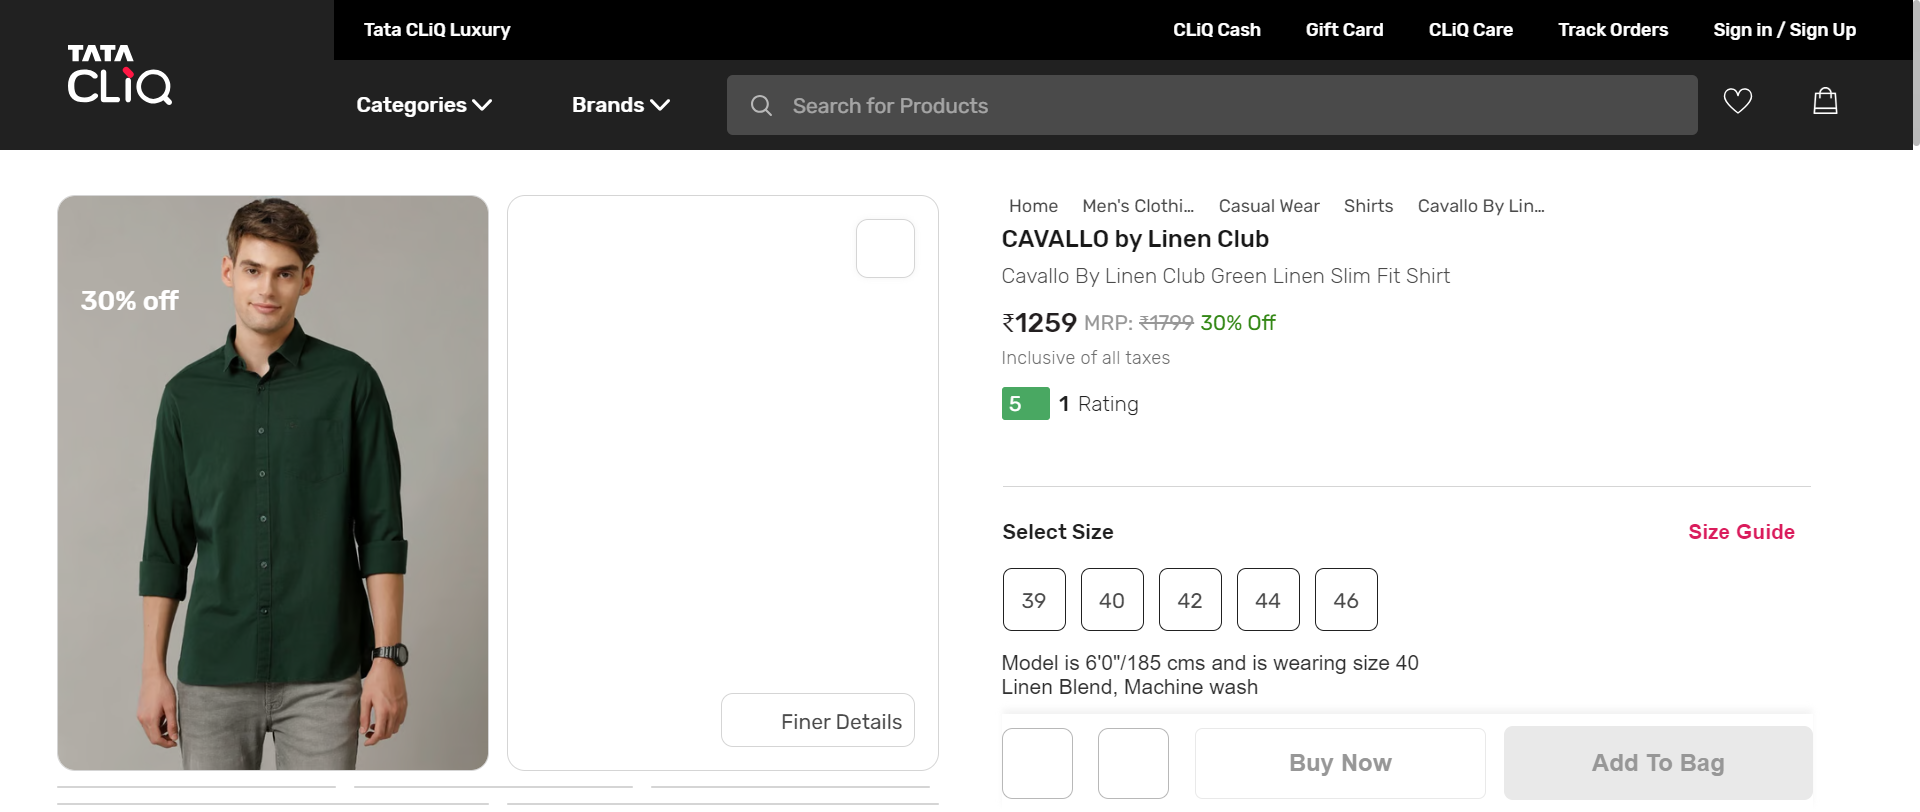 Tata CLiQ Luxury
CLiQ Cash
Gift Card
CLiQ Care
Track Orders
Sign in / Sign Up
TATA
CLiQ
Categories
Brands
Search for Products
30% off
Finer Details
Home
Men's Clothi...
Casual Wear
Shirts
Cavallo By Lin...
CAVALLO by Linen Club
Cavallo By Linen Club Green Linen Slim Fit Shirt
₹1259 MRP: ₹1799 30% Off
Inclusive of all taxes
5 1 Rating
Select Size
Size Guide
39
40
42
44
46
Model is 6'0"/185 cms and is wearing size 40
Linen Blend, Machine wash
Buy Now
Add To Bag